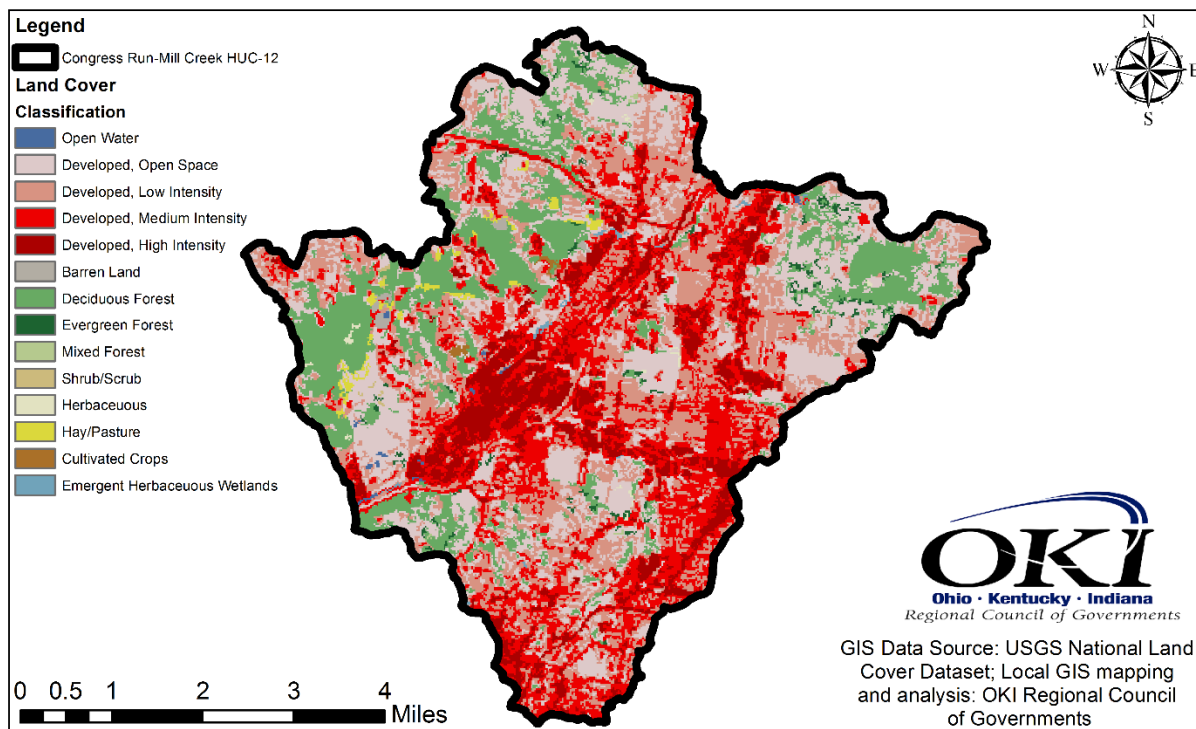 Legend
Congress Run-Mill Creek HUC-12
Land Cover
Classification
Open Water
Developed, Open Space
Developed, Low Intensity
Developed, Medium Intensity
Developed, High Intensity
Barren Land
Deciduous Forest
Evergreen Forest
Mixed Forest
Shrub/Scrub
Herbaceuous
Hay/Pasture
Cultivated Crops
Emergent Herbaceuous Wetlands
N
W E
S
OKI
Ohio · Kentucky · Indiana
Regional Council of Governments
GIS Data Source: USGS National Land
Cover Dataset; Local GIS mapping
and analysis: OKI Regional Council
of Governments
0 0.5 1 2 3 4
Miles